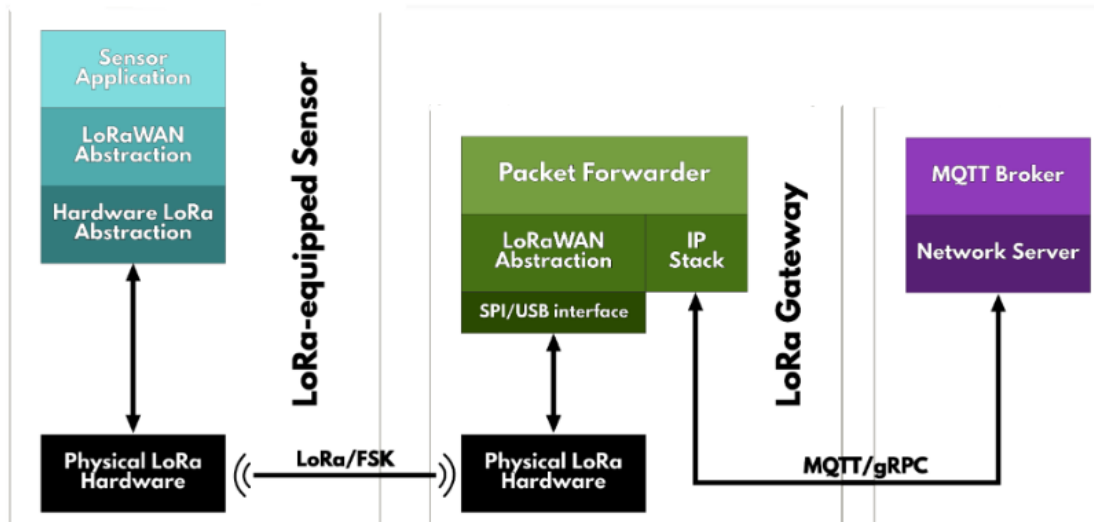 Sensor
Application
LoRaWAN
Abstraction
Hardware LoRa
Abstraction
Physical LoRa
Hardware
LoRa-equipped Sensor
LoRa/FSK
Packet Forwarder
LoRaWAN
Abstraction
IP
Stack
SPI/USB interface
Physical LoRa
Hardware
LoRa Gateway
MQTT/gRPC
MQTT Broker
Network Server